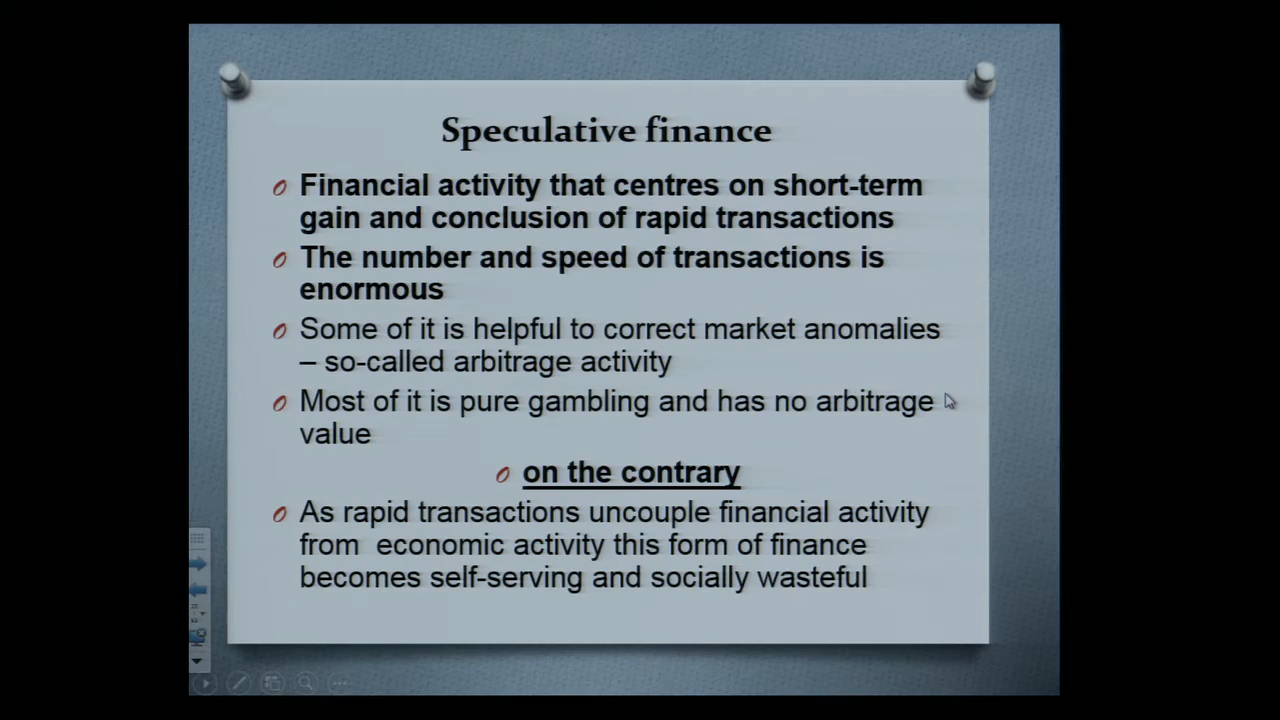 Speculative finance
Financial activity that centres on short-term
gain and conclusion of rapid transactions
The number and speed of transactions is
enormous
Some of it is helpful to correct market anomalies
– so-called arbitrage activity
Most of it is pure gambling and has no arbitrage
value
on the contrary
As rapid transactions uncouple financial activity
from  economic activity this form of finance
becomes self-serving and socially wasteful